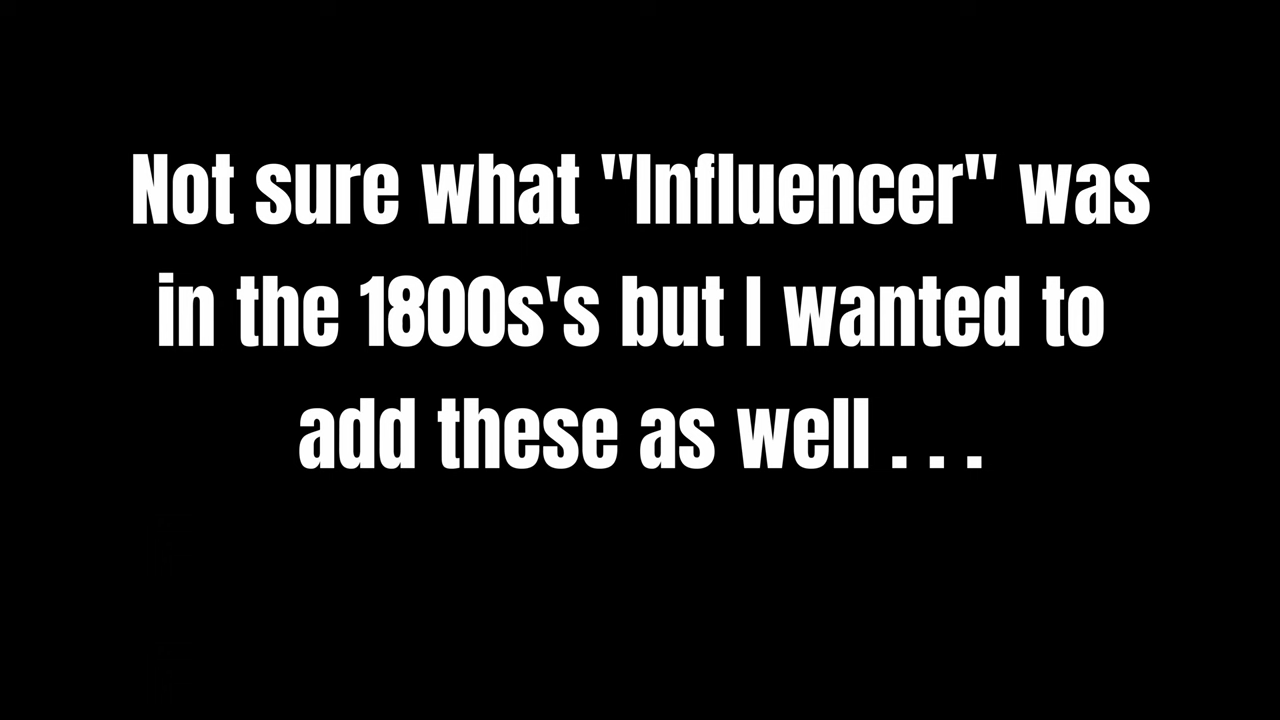 Not sure what "Influencer" was
in the 1800s's but I wanted to
add these as well . . .